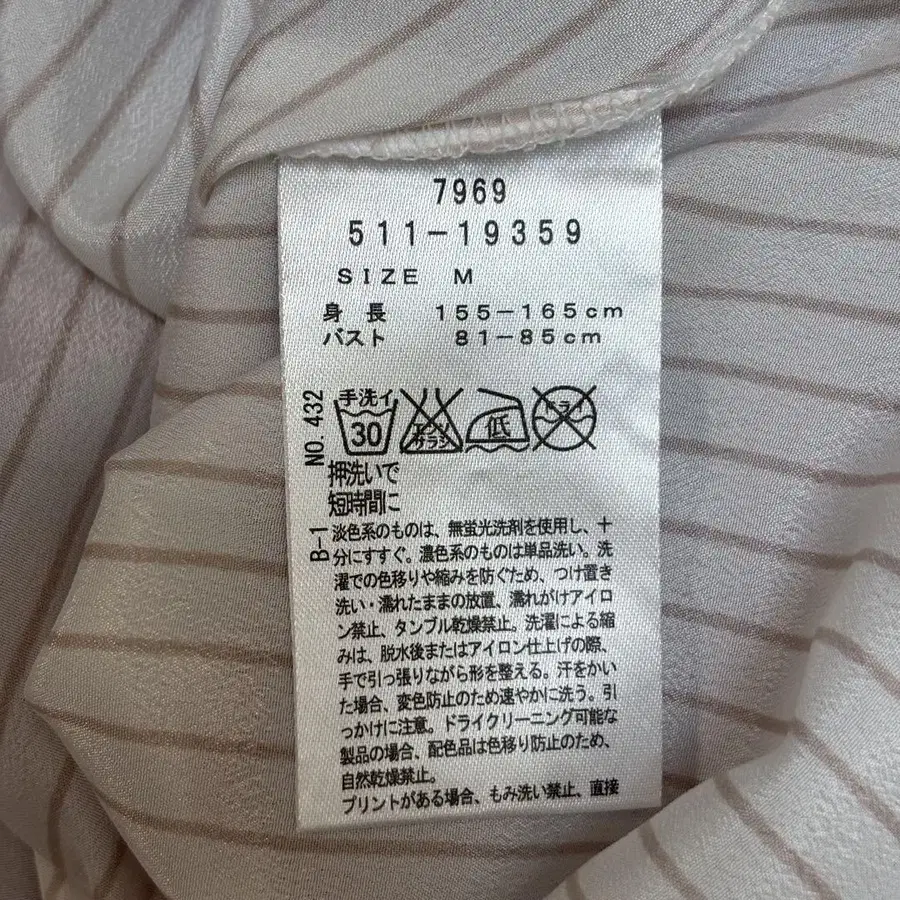 7969
511-19359
SIZE M
身長 155-165cm
バスト 81-85cm
NO.432
手洗イ
30
エンソ
サラシ
低
ドライ
押洗いで
短時間に
B-1
淡色系のものは、無蛍光洗剤を使用し、十
分にすすぐ。濃色系のものは単品洗い。洗
濯での色移りや縮みを防ぐため、つけ置き
洗い・濡れたままの放置、濡れがけアイロ
ン禁止、タンブル乾燥禁止。洗濯による縮
みは、脱水後またはアイロン仕上げの際、
手で引っ張りながら形を整える。汗をかい
た場合、変色防止のため速やかに洗う。引
っかけに注意。ドライクリーニング可能な
製品の場合、配色品は色移り防止のため、
自然乾燥禁止。
プリントがある場合、もみ洗い禁止、直接